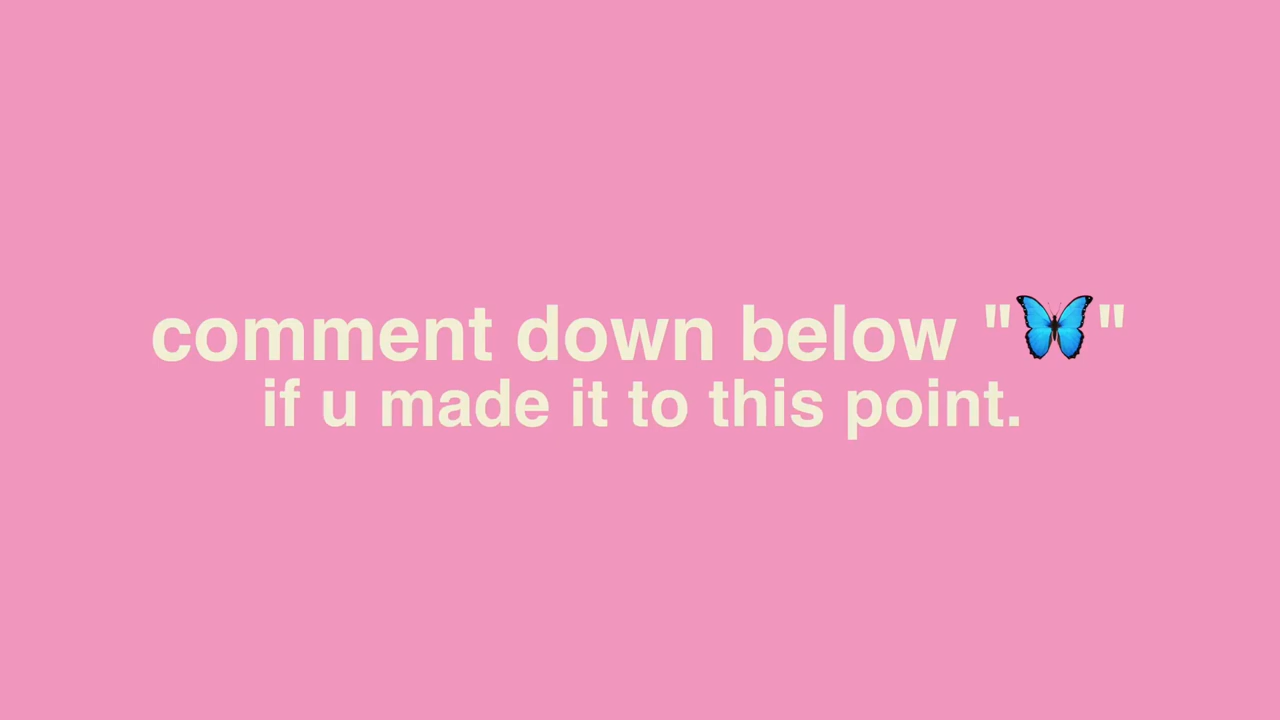 comment down below "🦋"
if u made it to this point.